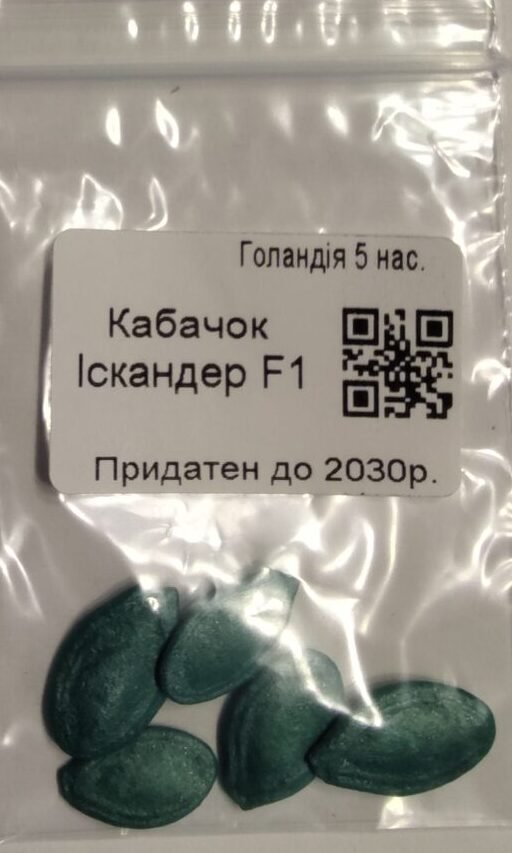 Голандія 5 нас.
Кабачок
Іскандер F1
Придатен до 2030р.